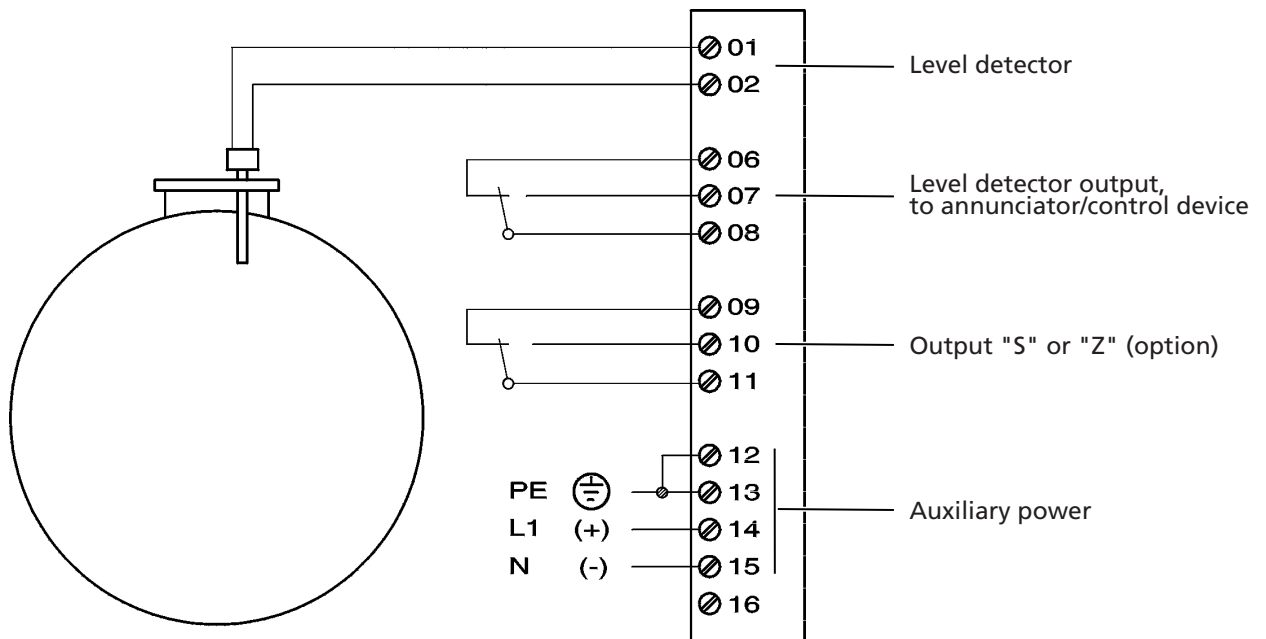 01
02
Level detector
06
07
08
Level detector output,
to annunciator/control device
09
10
11
Output "S" or "Z" (option)
12
PE 13
L1 (+) 14
N (-) 15
16
Auxiliary power